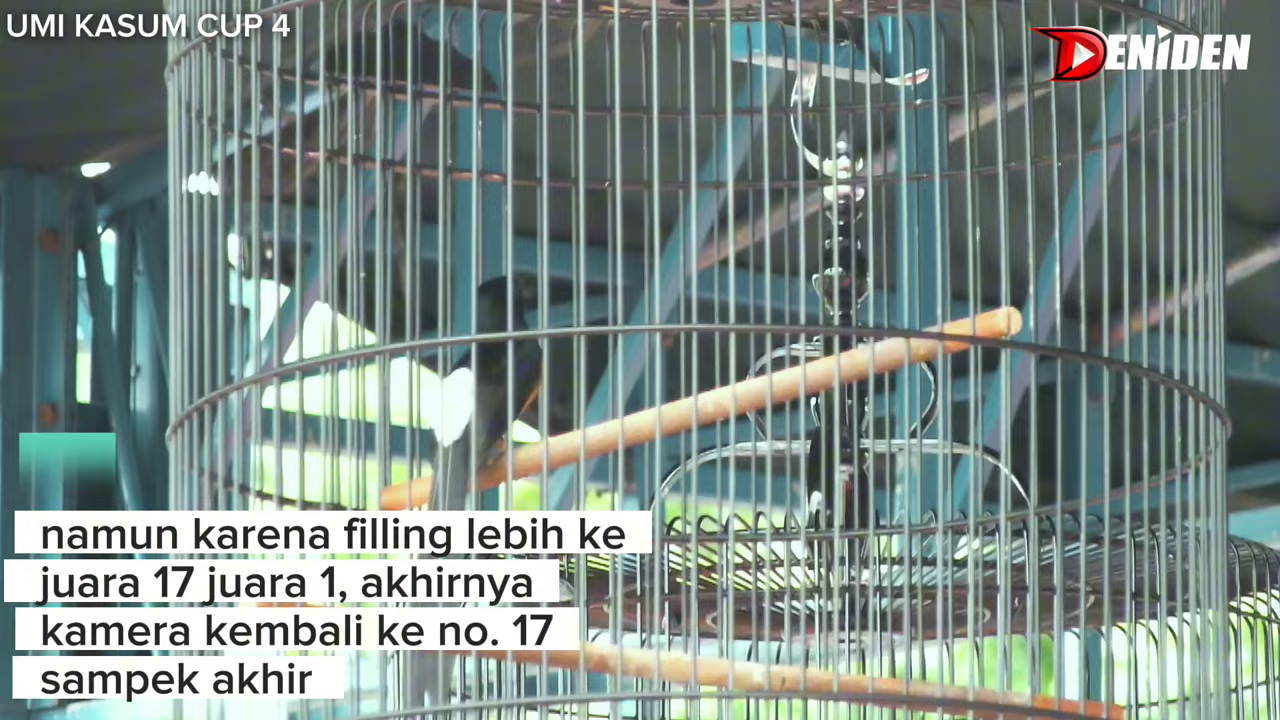 UMI KASUM CUP 4
DENiDEN
namun karena filling lebih ke
juara 17 juara 1, akhirnya
kamera kembali ke no. 17
sampek akhir